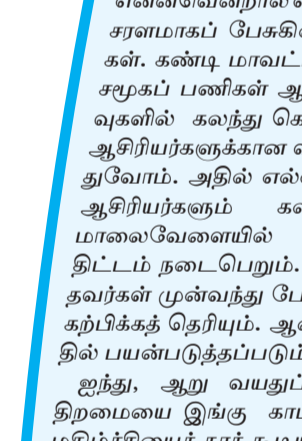 சரளமாகப் பேசுகி
கள். கண்டி மாவட்
சமூகப் பணிகள் ஆ
வுகளில் கலந்து கெ
ஆசிரியர்களுக்கான
துவோம். அதில் எல்
ஆசிரியர்களும் கல
மாலைவேளையில்
திட்டம் நடைபெறும்.
தவர்கள் முன்வந்து பே
கற்பிக்கத் தெரியும். ஆ
தில் பயன்படுத்தப்படும்
ஐந்து, ஆறு வயதுப்
திறமையை இங்கு கா